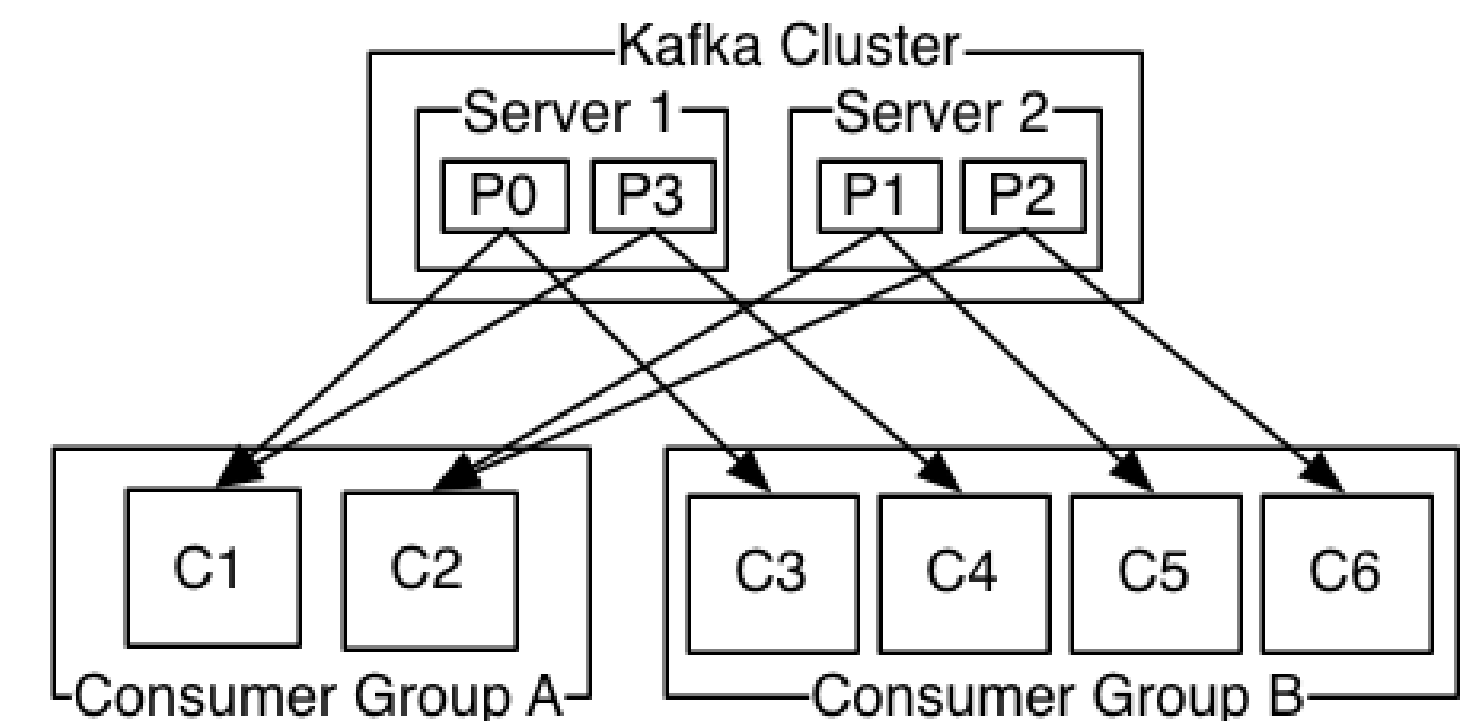 Kafka Cluster
Server 1
Server 2
P0
P3
P1
P2
C1
C2
C3
C4
C5
C6
Consumer Group A
Consumer Group B